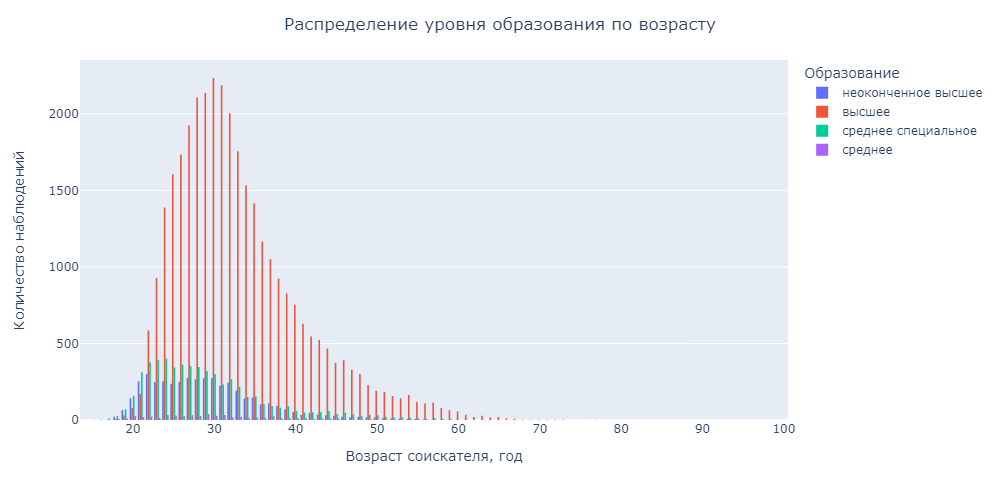 Распределение уровня образования по возрасту
Образование
неоконченное высшее
высшее
среднее специальное
среднее
Количество наблюдений
2000
1500
1000
500
0
20 30 40 50 60 70 80 90 100
Возраст соискателя, год